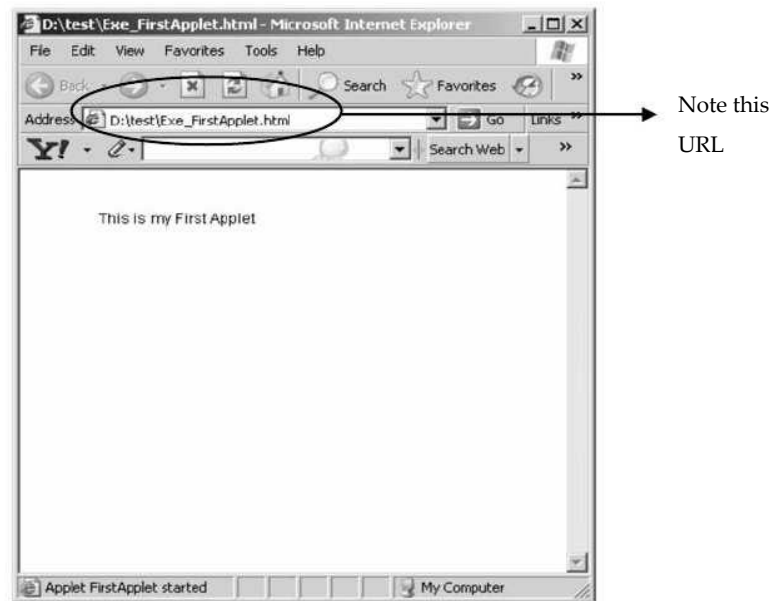 D:\test\Exe_FirstApplet.html - Microsoft Internet Explorer
File Edit View Favorites Tools Help
Back Search Favorites »
Address D:\test\Exe_FirstApplet.html Go Links »
Y! Search Web »
Note this
URL
This is my First Applet
Applet FirstApplet started My Computer